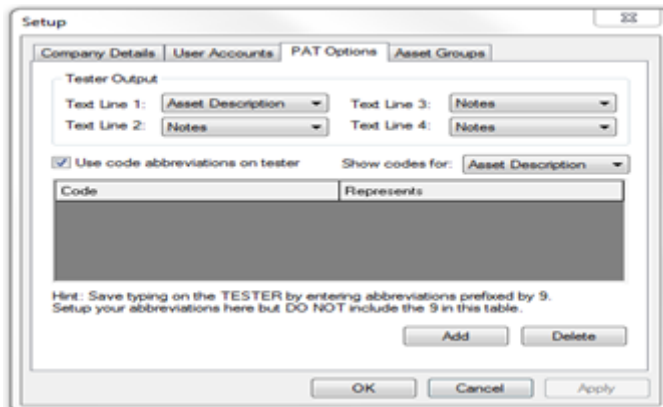 Setup
Company Details User Accounts PAT Options Asset Groups
Tester Output
Text Line 1: Asset Description Text Line 3: Notes
Text Line 2: Notes Text Line 4: Notes
Use code abbreviations on tester Show codes for: Asset Description
Code Represents
Hint: Save typing on the TESTER by entering abbreviations prefixed by 9.
Setup your abbreviations here but DO NOT include the 9 in this table.
Add Delete
OK Cancel Apply